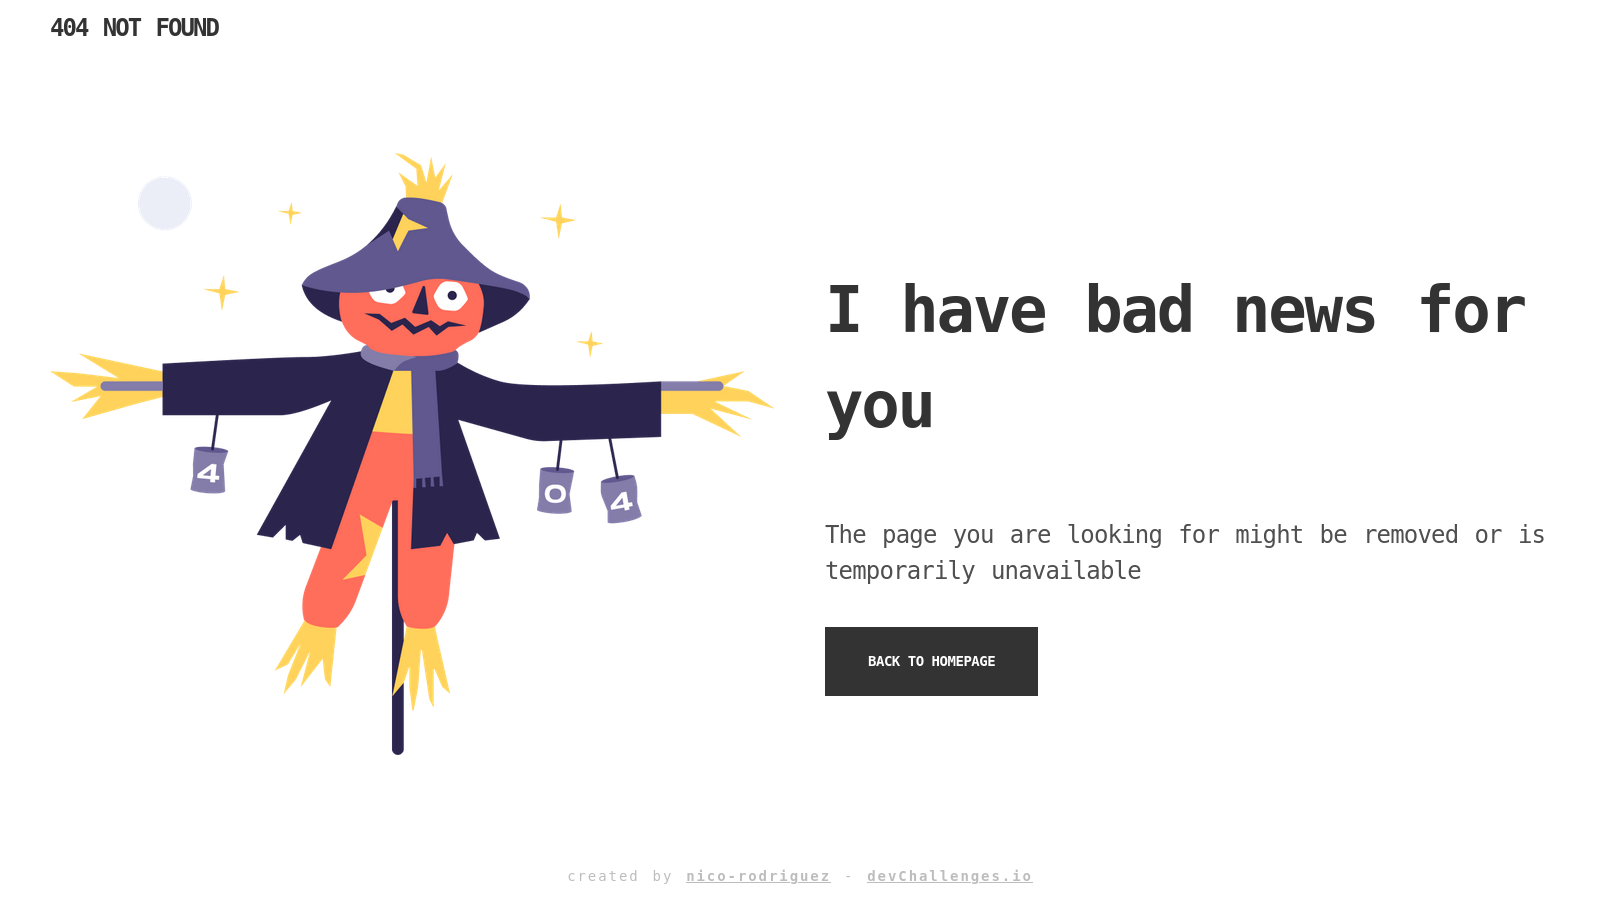 404 NOT FOUND
4
0
4
I have bad news for
you
The page you are looking for might be removed or is
temporarily unavailable
BACK TO HOMEPAGE
created by nico-rodriguez - devChallenges.io